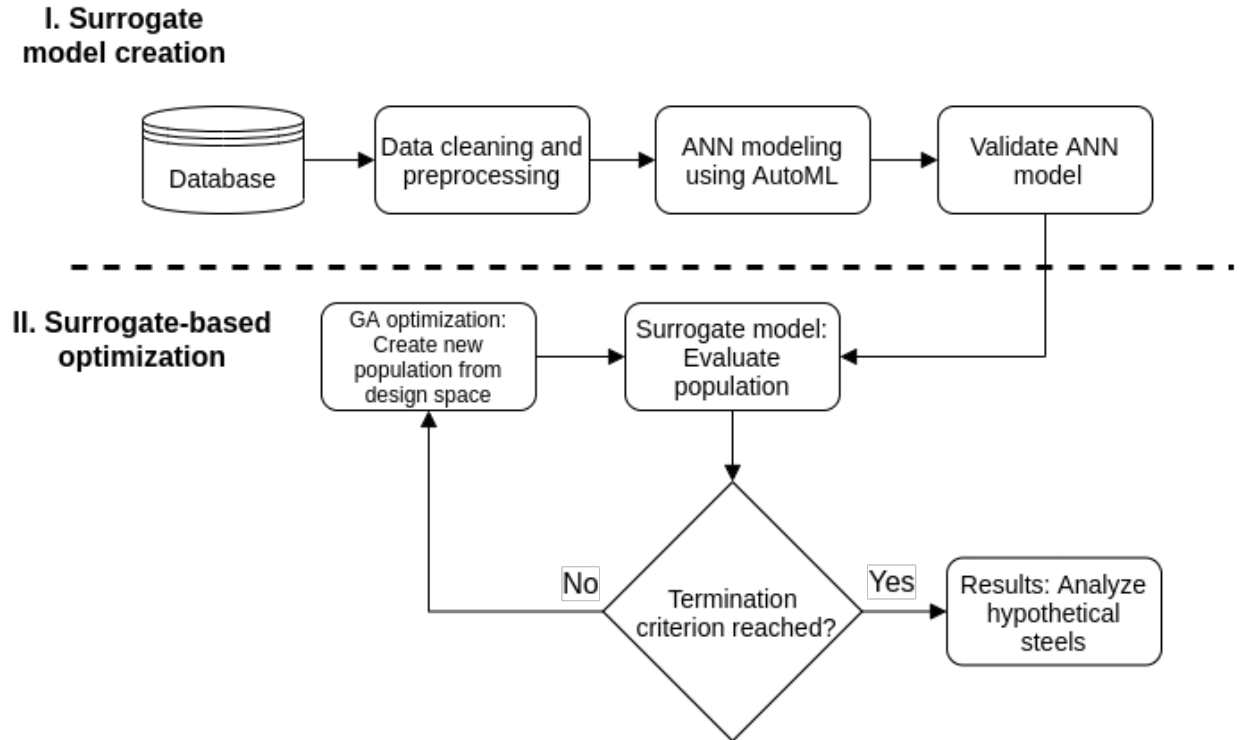 I. Surrogate
model creation
Database
Data cleaning and
preprocessing
ANN modeling
using AutoML
Validate ANN
model
II. Surrogate-based
optimization
GA optimization:
Create new
population from
design space
Surrogate model:
Evaluate
population
No
Termination
criterion reached?
Yes
Results: Analyze
hypothetical
steels